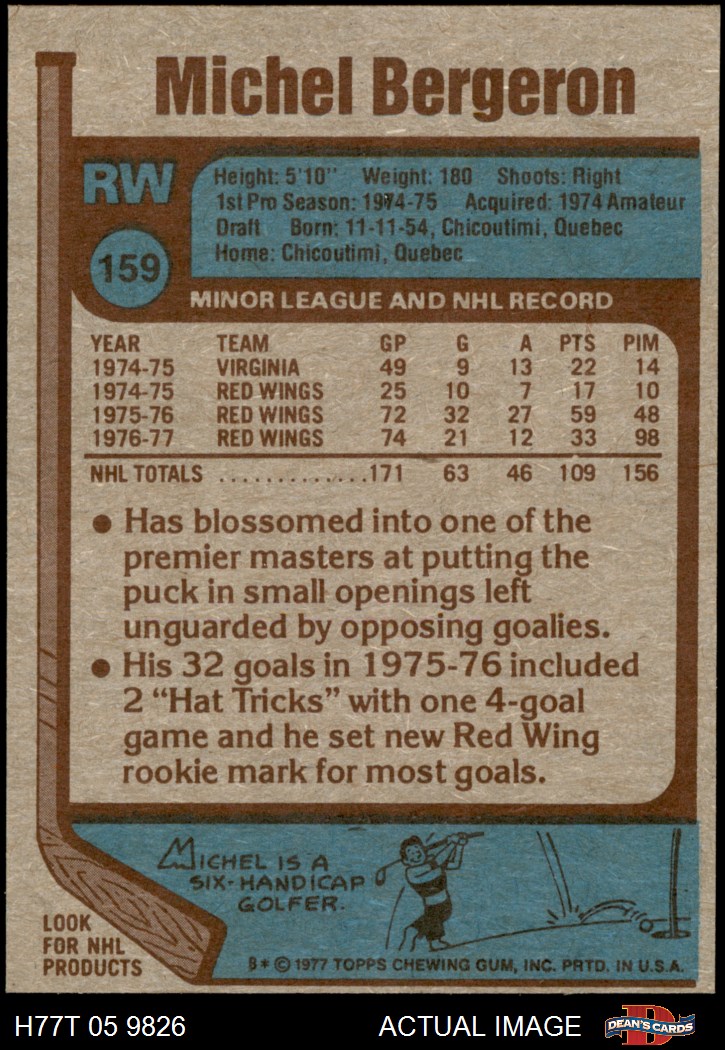 Michel Bergeron
RW
159
Height: 5'10" Weight: 180 Shoots: Right
1st Pro Season: 1974-75 Acquired: 1974 Amateur
Draft Born: 11-11-54, Chicoutimi, Quebec
Home: Chicoutimi, Quebec
MINOR LEAGUE AND NHL RECORD
YEAR TEAM GP G A PTS PIM
1974-75 VIRGINIA 49 9 13 22 14
1974-75 RED WINGS 25 10 7 17 10
1975-76 RED WINGS 72 32 27 59 48
1976-77 RED WINGS 74 21 12 33 98
NHL TOTALS .............171 63 46 109 156
● Has blossomed into one of the
premier masters at putting the
puck in small openings left
unguarded by opposing goalies.
● His 32 goals in 1975-76 included
2 “Hat Tricks” with one 4-goal
game and he set new Red Wing
rookie mark for most goals.
MICHEL IS A
SIX-HANDICAP
GOLFER.
LOOK
FOR NHL
PRODUCTS
B* © 1977 TOPPS CHEWING GUM, INC. PRTD. IN U.S.A.
H77T 05 9826 ACTUAL IMAGE
D
DEAN'S CARDS